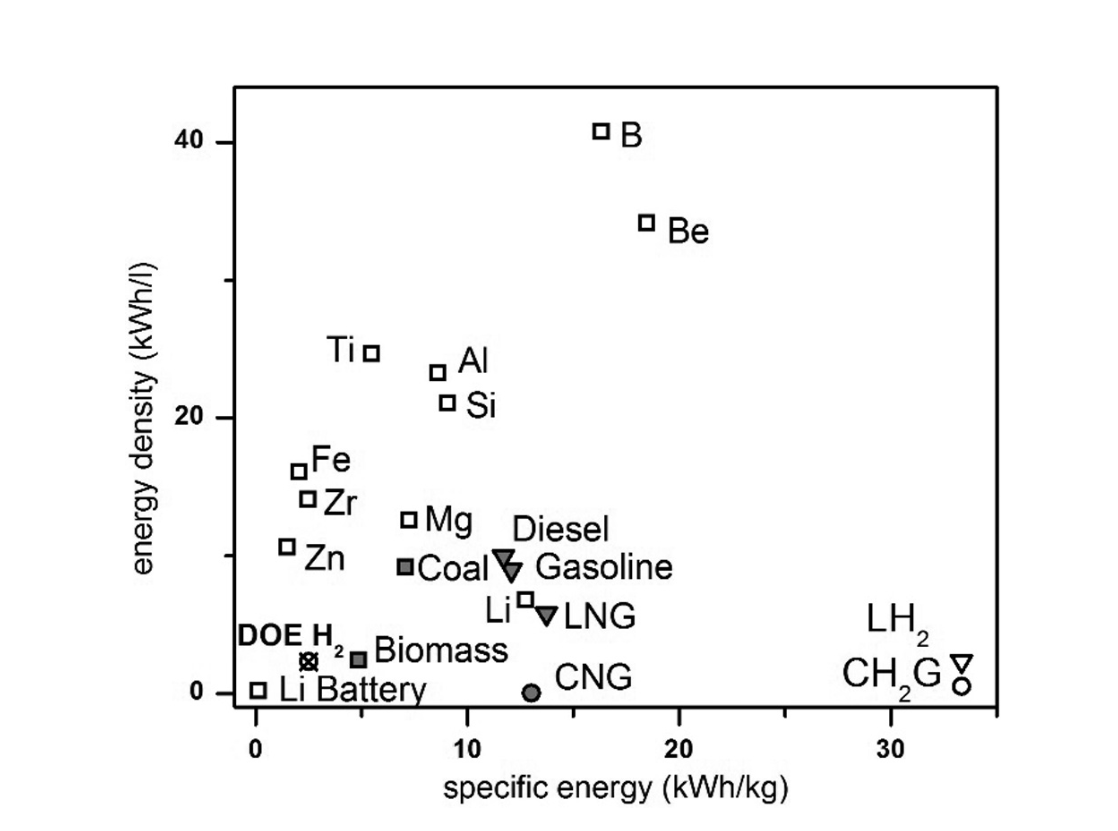 40
B
Be
Ti
Al
Si
20
Fe
Zr
Mg
Diesel
Zn
Coal
Gasoline
Li
LNG
LH2
DOE H2
Biomass
CH2G
CNG
0
Li Battery
0
10
20
30
specific energy (kWh/kg)
energy density (kWh/l)